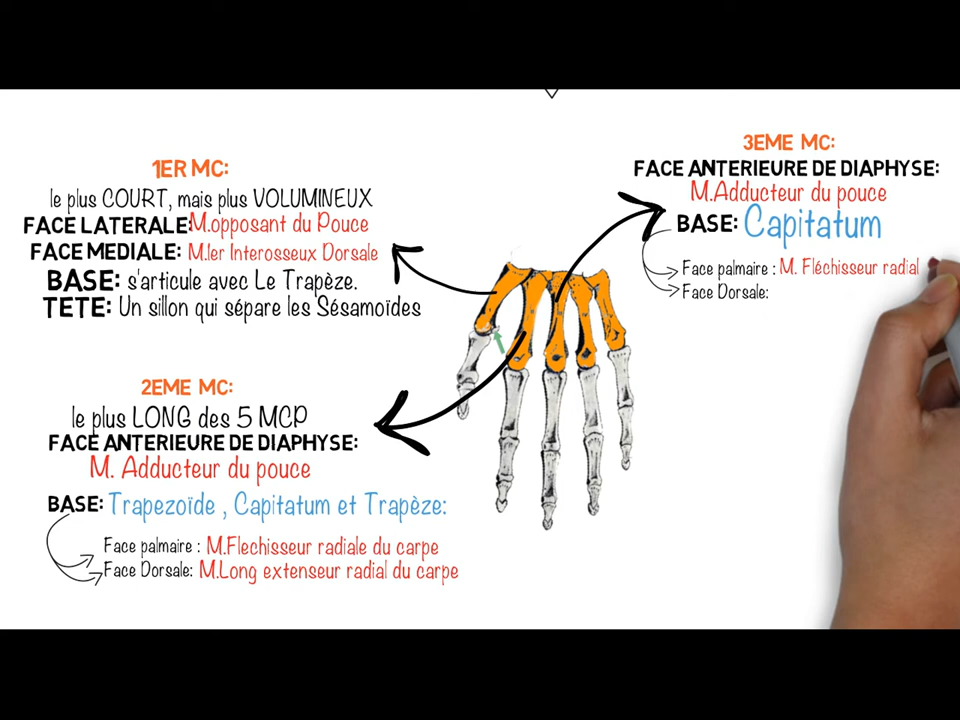 1ER MC:
le plus COURT, mais plus VOLUMINEUX
FACE LATERALE: M.opposant du Pouce
FACE MEDIALE: M.1er Interosseux Dorsale
BASE: s'articule avec Le Trapèze.
TETE: Un sillon qui sépare les Sésamoïdes
2EME MC:
le plus LONG des 5 MCP
FACE ANTERIEURE DE DIAPHYSE:
M. Adducteur du pouce
BASE: Trapezoïde , Capitatum et Trapèze:
Face palmaire : M.Flechisseur radiale du carpe
Face Dorsale: M.Long extenseur radial du carpe
3EME MC:
FACE ANTERIEURE DE DIAPHYSE:
M.Adducteur du pouce
BASE: Capitatum
Face palmaire : M. Fléchisseur radial
Face Dorsale: